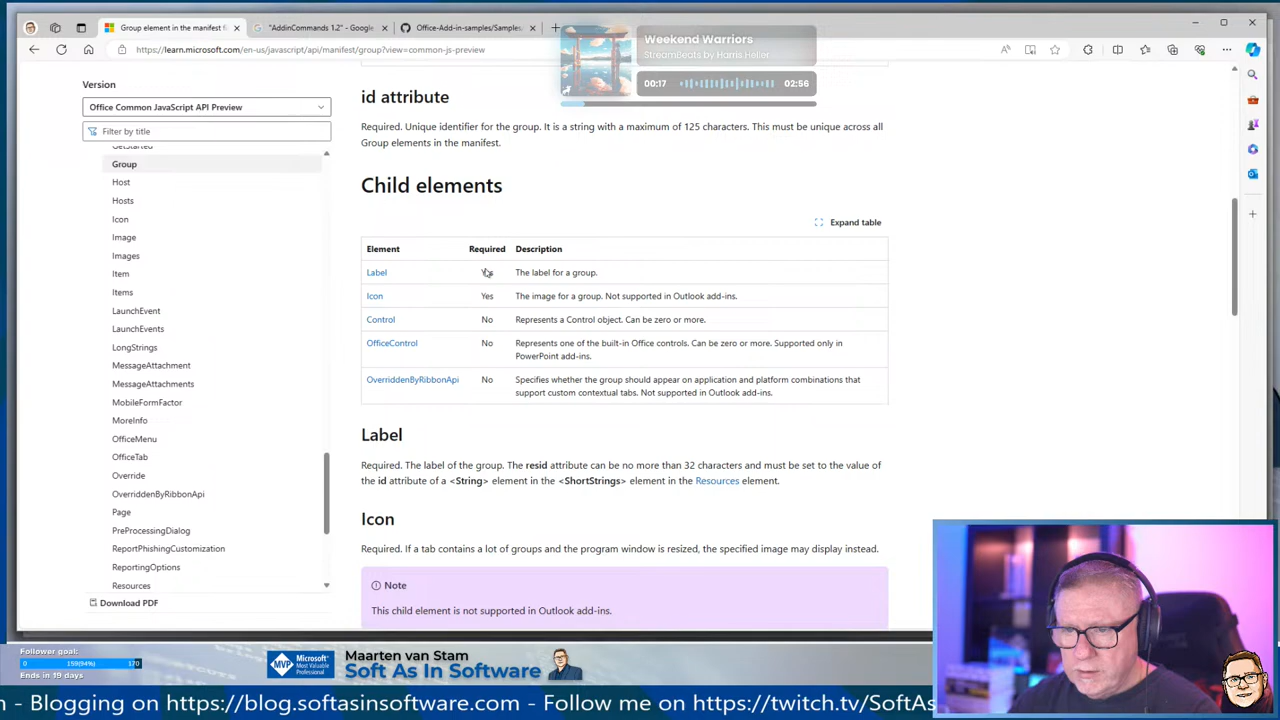 Group element in the manifest f
"AddinCommands 1.2" - Google
Office-Add-in-samples/Samples
https://learn.microsoft.com/en-us/javascript/api/manifest/group?view=common-js-preview
Weekend Warriors
StreamBeats by Harris Heller
00:17
02:56
Version
Office Common JavaScript API Preview
Filter by title
GetStarted
Group
Host
Hosts
Icon
Image
Images
Item
Items
LaunchEvent
LaunchEvents
LongStrings
MessageAttachment
MessageAttachments
MobileFormFactor
MoreInfo
OfficeMenu
OfficeTab
Override
OverriddenByRibbonApi
Page
PreProcessingDialog
ReportPhishingCustomization
ReportingOptions
Resources
Download PDF
id attribute
Required. Unique identifier for the group. It is a string with a maximum of 125 characters. This must be unique across all
Group elements in the manifest.
Child elements
Expand table
Element Required Description
Label Yes The label for a group.
Icon Yes The image for a group. Not supported in Outlook add-ins.
Control No Represents a Control object. Can be zero or more.
OfficeControl No Represents one of the built-in Office controls. Can be zero or more. Supported only in
PowerPoint add-ins.
OverriddenByRibbonApi No Specifies whether the group should appear on application and platform combinations that
support custom contextual tabs. Not supported in Outlook add-ins.
Label
Required. The label of the group. The resid attribute can be no more than 32 characters and must be set to the value of
the id attribute of a <String> element in the <ShortStrings> element in the Resources element.
Icon
Required. If a tab contains a lot of groups and the program window is resized, the specified image may display instead.
Note
This child element is not supported in Outlook add-ins.
Follower goal:
0 159(94%) 170
Ends in 19 days
MVP Microsoft
Most Valuable
Professional
Maarten van Stam
Soft As In Software
n - Blogging on https://blog.softasinsoftware.com - Follow me on https://twitch.tv/SoftAs